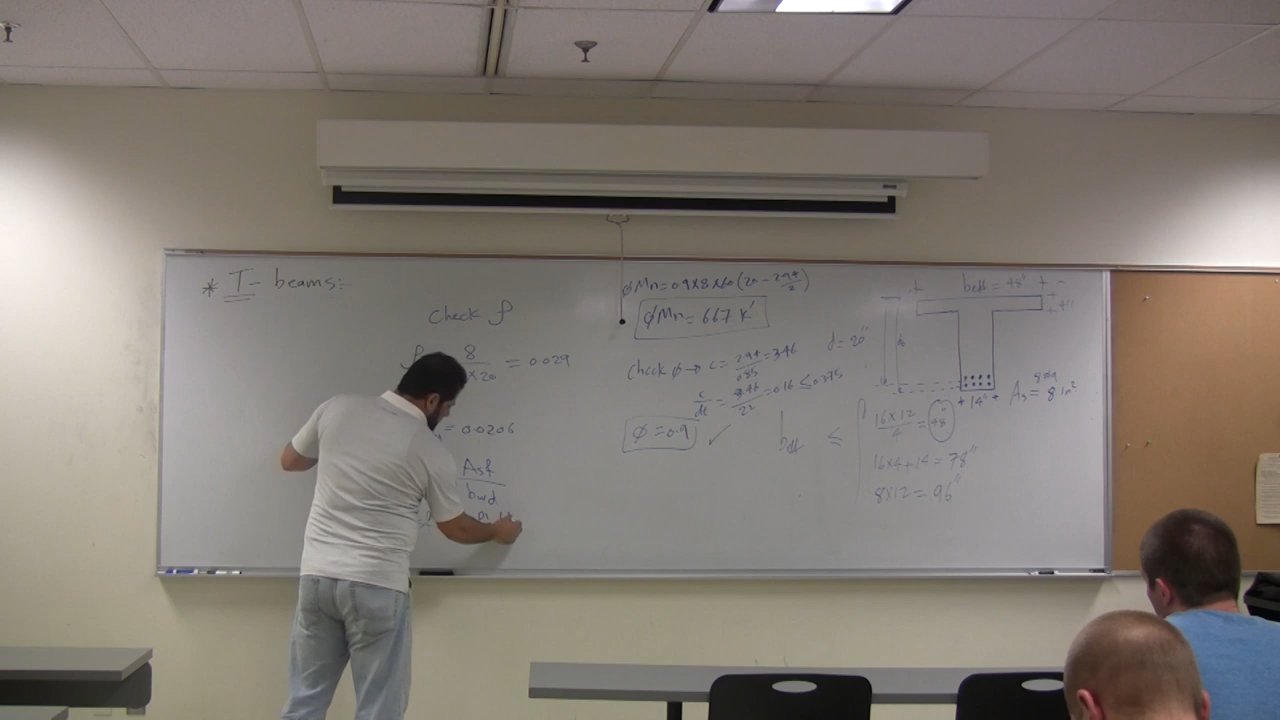 * T- beams:-
Check ρ
8
= 0.029
× 20
= 0.0206
Asf
bwd
φMn = 0.9×8×60 (20 - 2.94/2)
φMn = 667 K'
Check φ → c = 2.94/0.85 = 3.46
c/dt = 3.46/22 = 0.16 ≤ 0.375
φ = 0.9 ✓
beff = 48"
4"
d = 20"
14"
As = 8 in²
beff ≤
16×12/4 = 48"
16×4+14 = 78"
8×12 = 96"